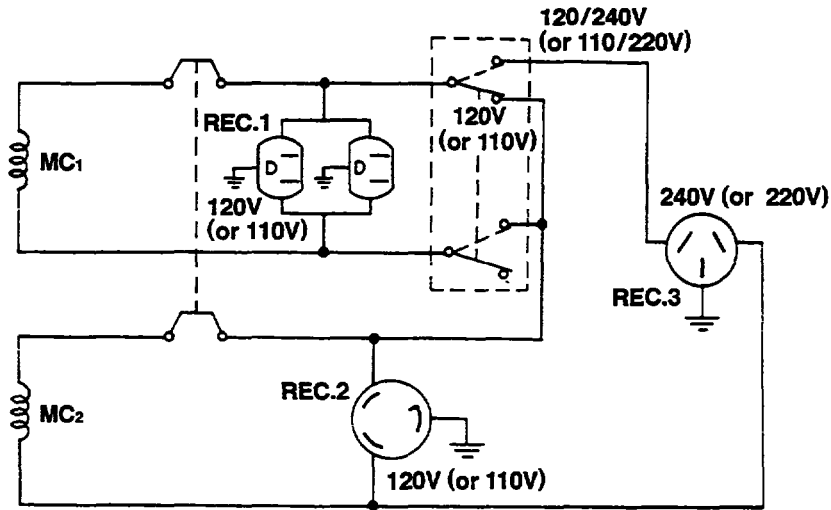 120/240V
(or 110/220V)
120V
(or 110V)
REC.1
D
D
MC1
120V
(or 110V)
240V (or 220V)
REC.3
REC.2
MC2
120V (or 110V)